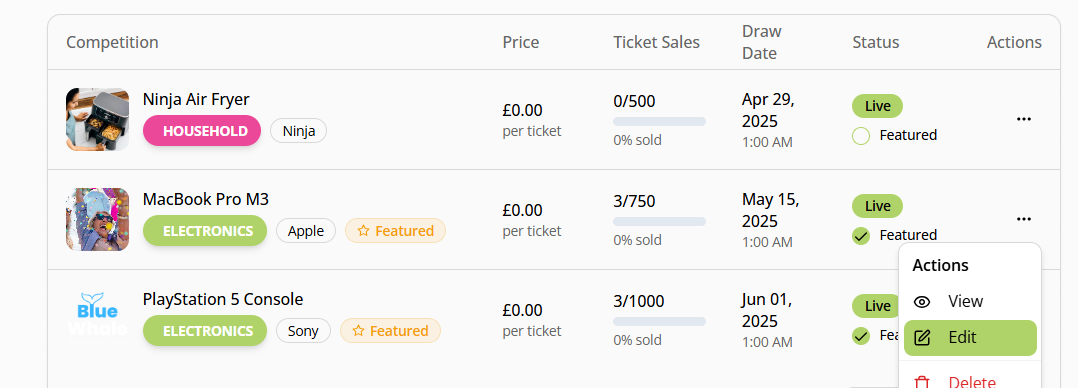 Competition Price Ticket Sales Draw Date Status Actions
Ninja Air Fryer
HOUSEHOLD Ninja
£0.00
per ticket
0/500
0% sold
Apr 29,
2025
1:00 AM
Live
Featured
MacBook Pro M3
ELECTRONICS Apple Featured
£0.00
per ticket
3/750
0% sold
May 15,
2025
1:00 AM
Live
Featured
Blue
Whale
PlayStation 5 Console
ELECTRONICS Sony Featured
£0.00
per ticket
3/1000
0% sold
Jun 01,
2025
1:00 AM
Live
Fea
Actions
View
Edit
Delete